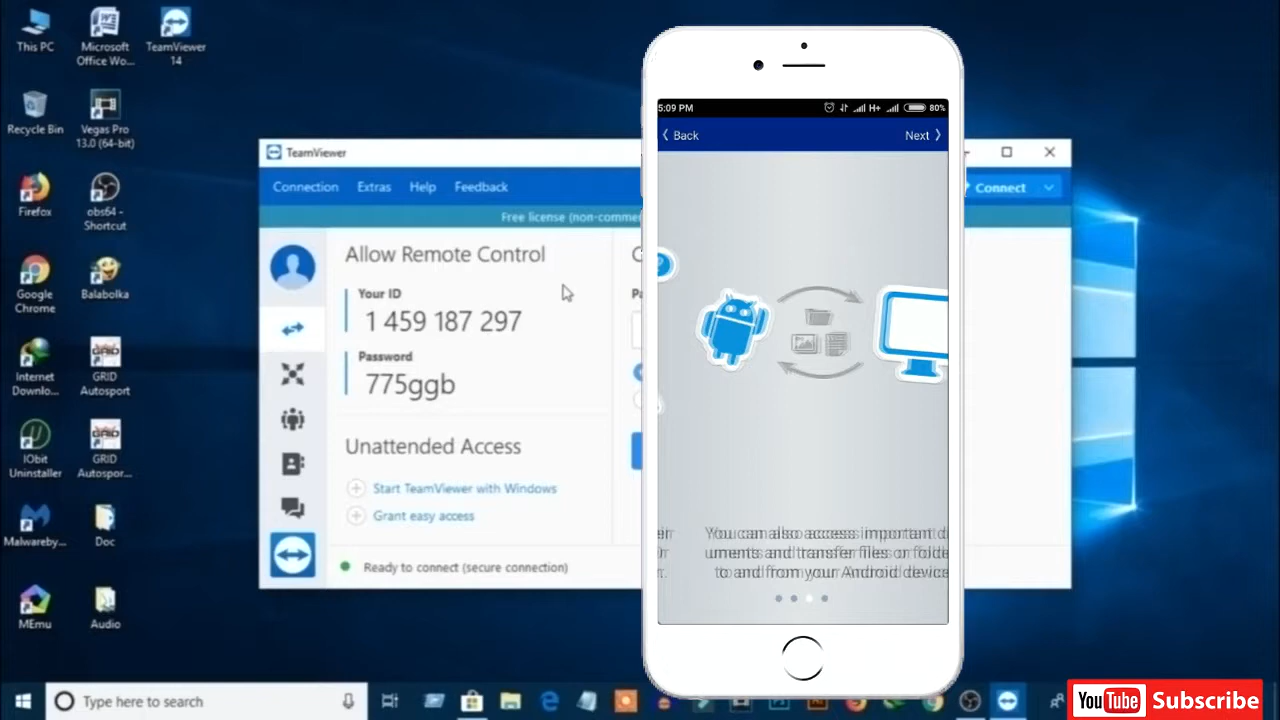 This PC
Microsoft
Office Wo...
TeamViewer
14
Recycle Bin
Vegas Pro
13.0 (64-bit)
Firefox
obs64 -
Shortcut
Google
Chrome
Balabolka
Internet
Downlo...
GRID
Autosport
IObit
Uninstaller
GRID
Autospor...
Malwareby...
Doc
MEmu
Audio
TeamViewer
Connection
Extras
Help
Feedback
Connect
Free license (non-comme
Allow Remote Control
Your ID
1 459 187 297
Password
775ggb
Unattended Access
Start TeamViewer with Windows
Grant easy access
Ready to connect (secure connection)
5:09 PM
H+
80%
Back
Next
You can also access important d
uments and transfer files or folde
to and from your Android device
Type here to search
YouTube Subscribe